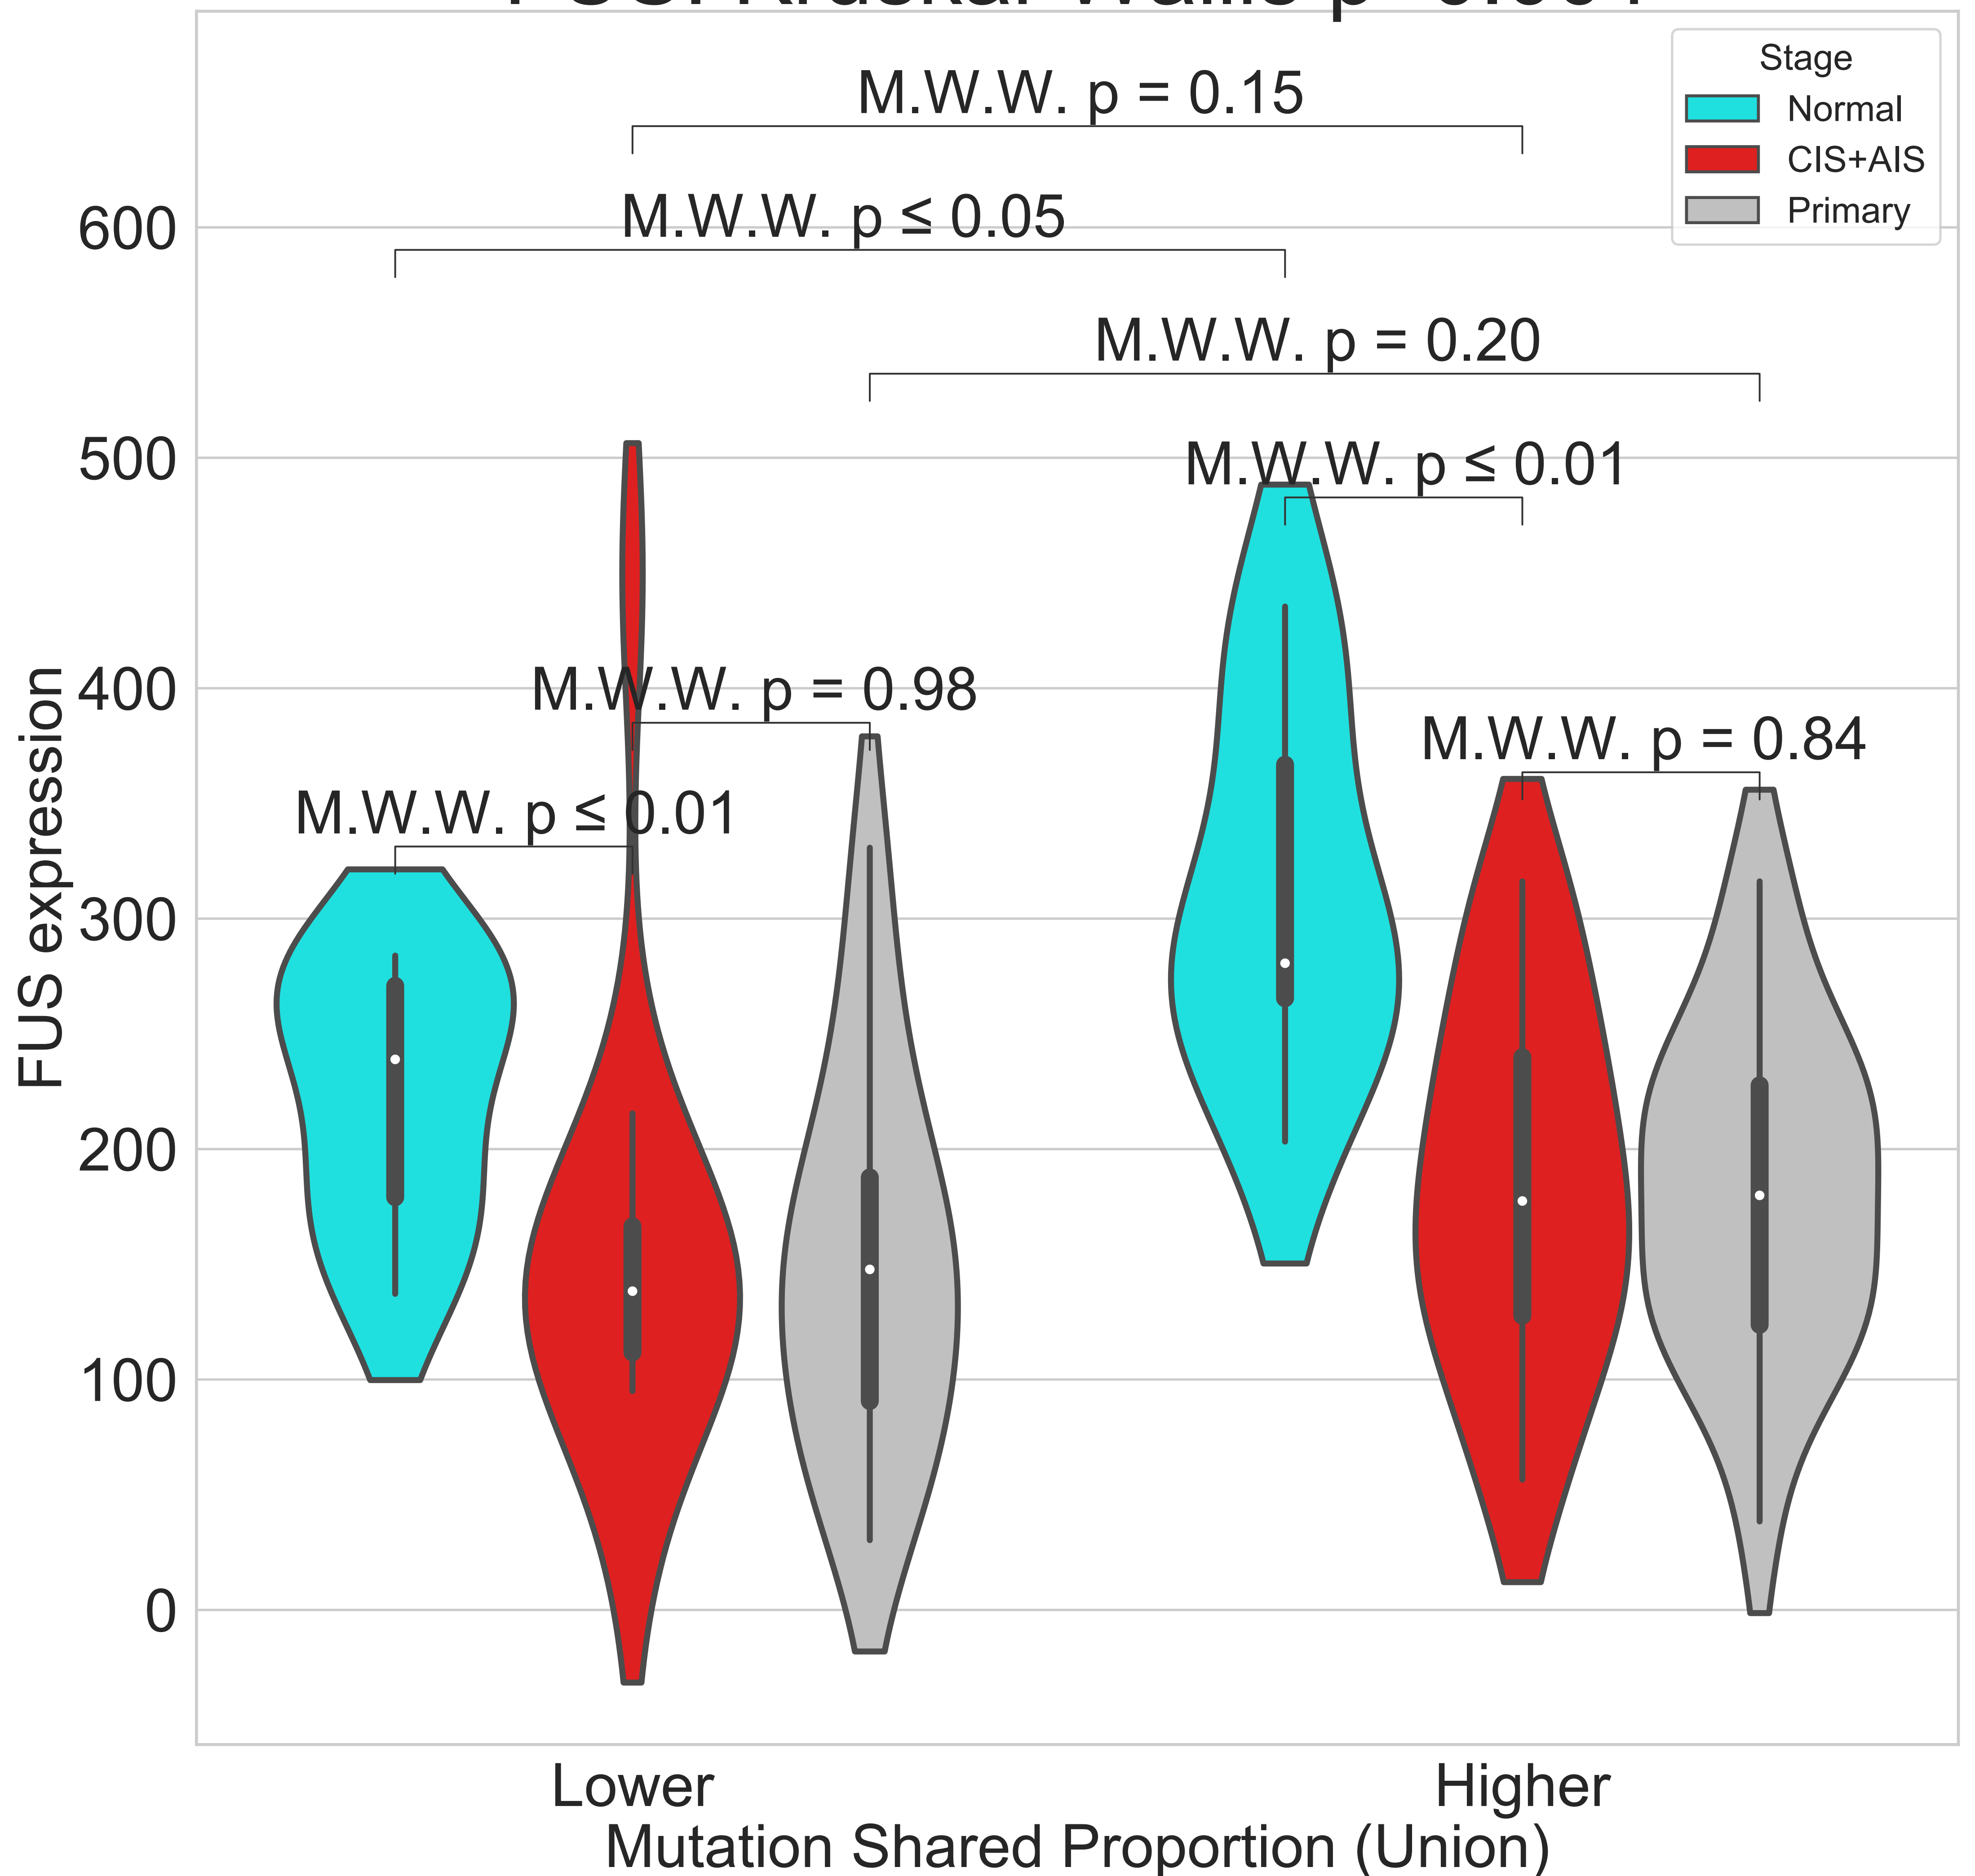 Stage
Normal
CIS+AIS
Primary
M.W.W. p = 0.15
M.W.W. p ≤ 0.05
M.W.W. p = 0.20
M.W.W. p ≤ 0.01
M.W.W. p = 0.98
M.W.W. p = 0.84
M.W.W. p ≤ 0.01
FUS expression
600
500
400
300
200
100
0
Lower
Higher
Mutation Shared Proportion (Union)